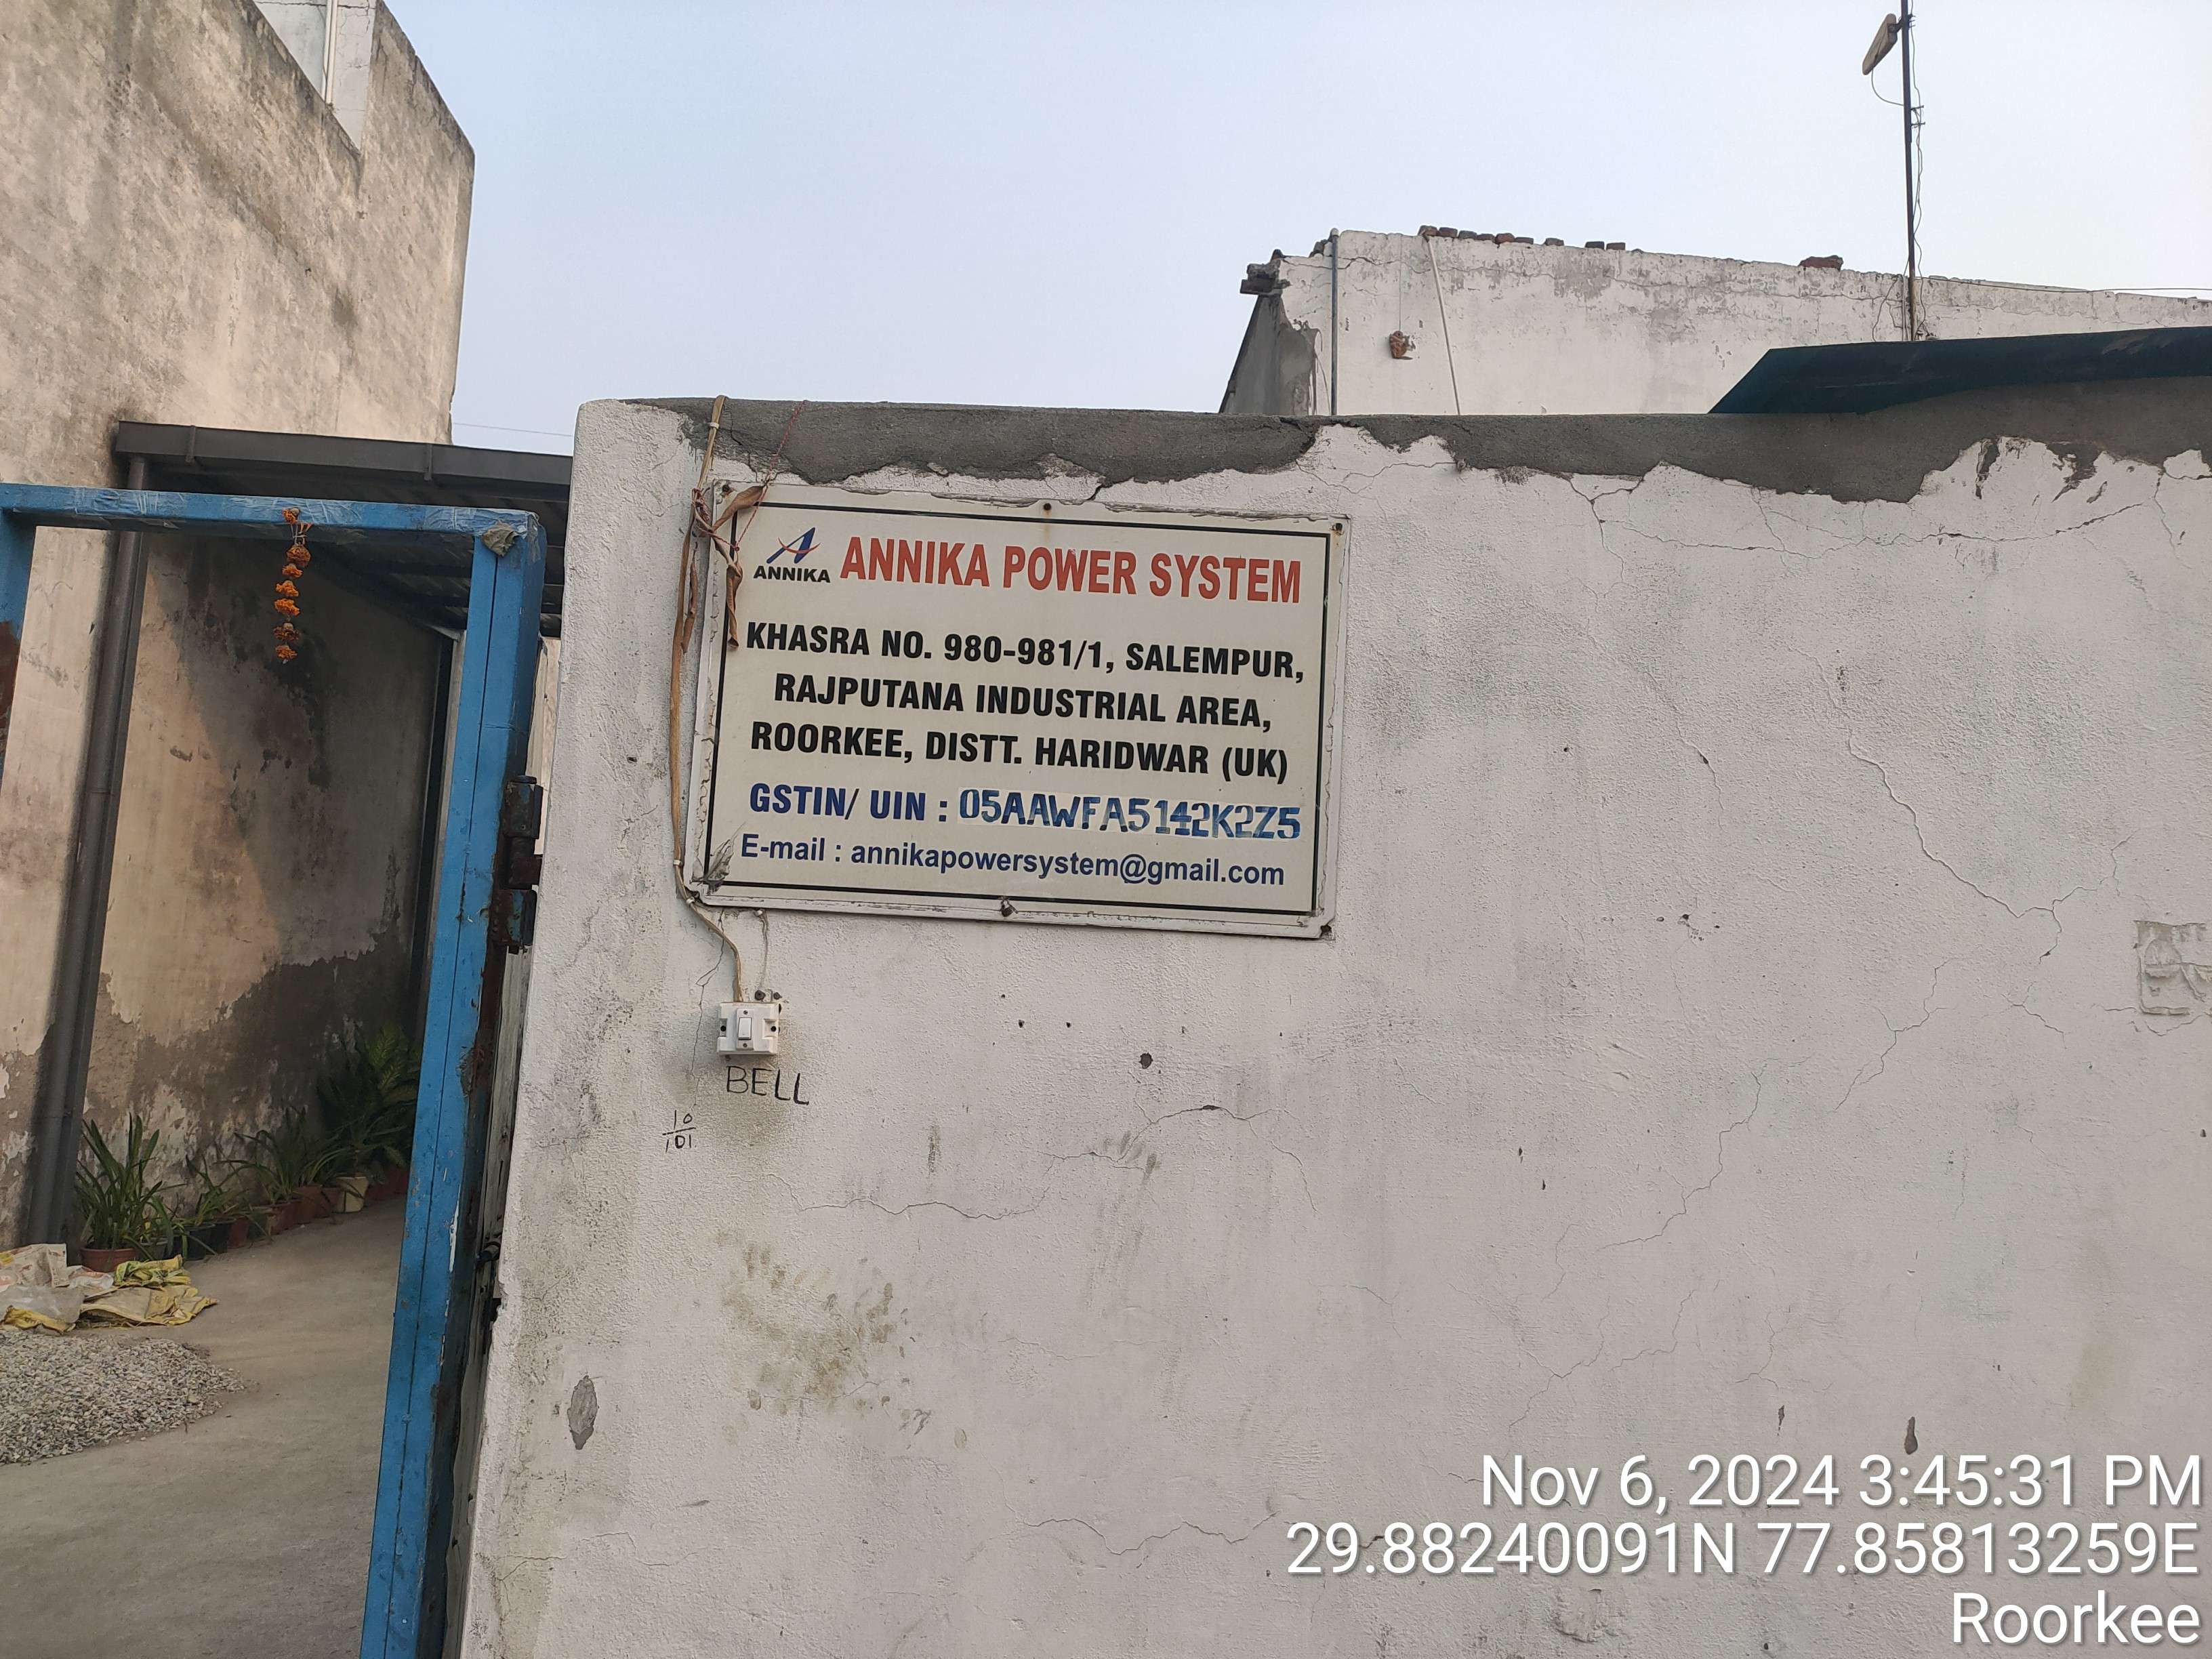 ANNIKA
ANNIKA POWER SYSTEM
KHASRA NO. 980-981/1, SALEMPUR,
RAJPUTANA INDUSTRIAL AREA,
ROORKEE, DISTT. HARIDWAR (UK)
GSTIN/ UIN : 05AAWFA5142K2Z5
E-mail : annikapowersystem@gmail.com
BELL
10
101
Nov 6, 2024 3:45:31 PM
29.88240091N 77.85813259E
Roorkee